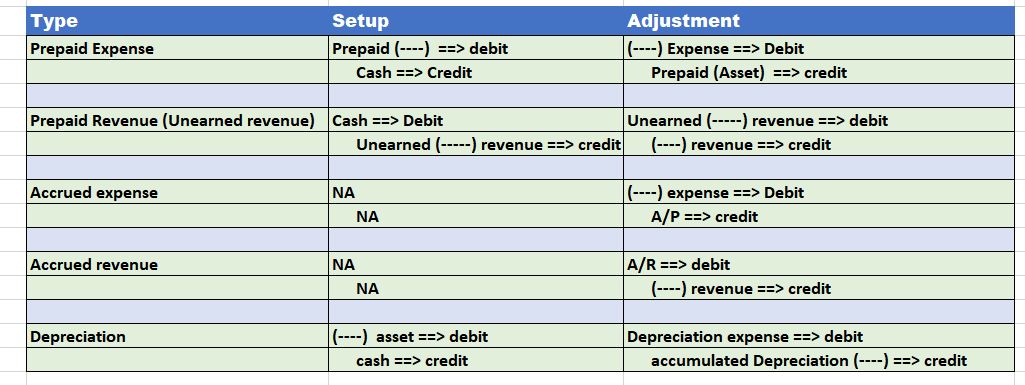 Type Setup Adjustment
Prepaid Expense Prepaid (----) ==> debit (----) Expense ==> Debit
Cash ==> Credit Prepaid (Asset) ==> credit
Prepaid Revenue (Unearned revenue) Cash ==> Debit Unearned (-----) revenue ==> debit
Unearned (-----) revenue ==> credit (----) revenue ==> credit
Accrued expense NA (----) expense ==> Debit
NA A/P ==> credit
Accrued revenue NA A/R ==> debit
NA (----) revenue ==> credit
Depreciation (----) asset ==> debit Depreciation expense ==> debit
cash ==> credit accumulated Depreciation (----) ==> credit